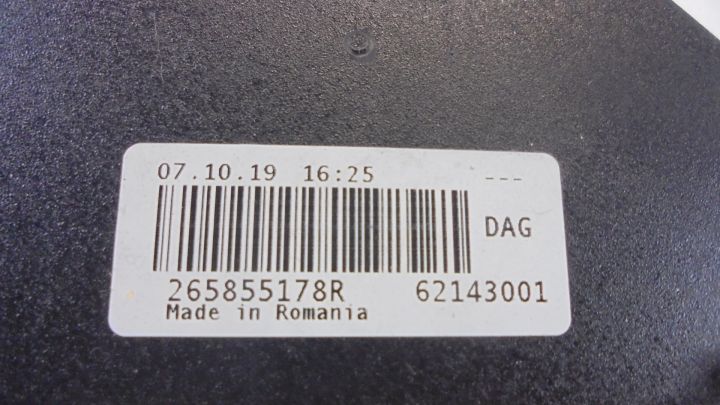 07.10.19 16:25 ---
DAG
265855178R 62143001
Made in Romania